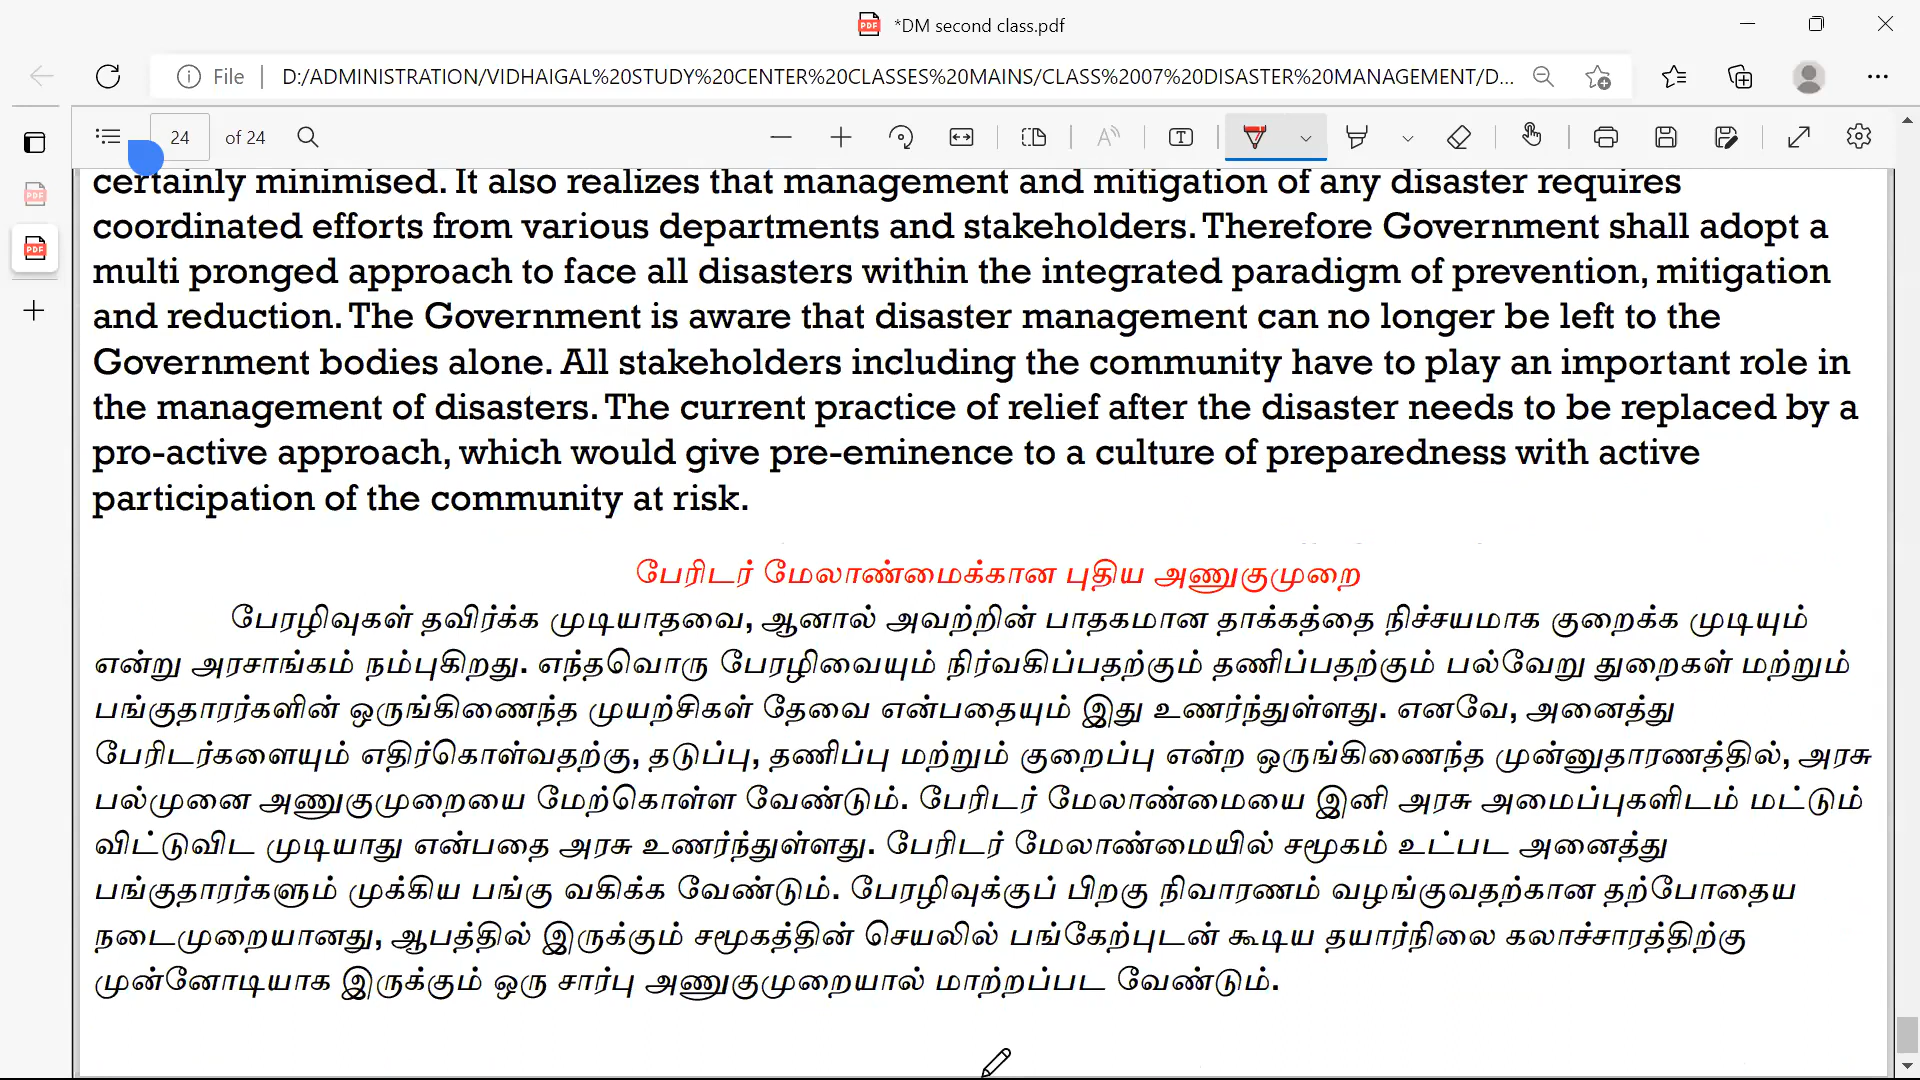 *DM second class.pdf
File
D:/ADMINISTRATION/VIDHAIGAL%20STUDY%20CENTER%20CLASSES%20MAINS/CLASS%2007%20DISASTER%20MANAGEMENT/D...
24 of 24
certainly minimised. It also realizes that management and mitigation of any disaster requires
coordinated efforts from various departments and stakeholders. Therefore Government shall adopt a
multi pronged approach to face all disasters within the integrated paradigm of prevention, mitigation
and reduction. The Government is aware that disaster management can no longer be left to the
Government bodies alone. All stakeholders including the community have to play an important role in
the management of disasters. The current practice of relief after the disaster needs to be replaced by a
pro-active approach, which would give pre-eminence to a culture of preparedness with active
participation of the community at risk.
பேரிடர் மேலாண்மைக்கான புதிய அணுகுமுறை
பேரழிவுகள் தவிர்க்க முடியாதவை, ஆனால் அவற்றின் பாதகமான தாக்கத்தை நிச்சயமாக குறைக்க முடியும்
என்று அரசாங்கம் நம்புகிறது. எந்தவொரு பேரழிவையும் நிர்வகிப்பதற்கும் தணிப்பதற்கும் பல்வேறு துறைகள் மற்றும்
பங்குதாரர்களின் ஒருங்கிணைந்த முயற்சிகள் தேவை என்பதையும் இது உணர்ந்துள்ளது. எனவே, அனைத்து
பேரிடர்களையும் எதிர்கொள்வதற்கு, தடுப்பு, தணிப்பு மற்றும் குறைப்பு என்ற ஒருங்கிணைந்த முன்னுதாரணத்தில், அரசு
பல்முனை அணுகுமுறையை மேற்கொள்ள வேண்டும். பேரிடர் மேலாண்மையை இனி அரசு அமைப்புகளிடம் மட்டும்
விட்டுவிட முடியாது என்பதை அரசு உணர்ந்துள்ளது. பேரிடர் மேலாண்மையில் சமூகம் உட்பட அனைத்து
பங்குதாரர்களும் முக்கிய பங்கு வகிக்க வேண்டும். பேரழிவுக்குப் பிறகு நிவாரணம் வழங்குவதற்கான தற்போதைய
நடைமுறையானது, ஆபத்தில் இருக்கும் சமூகத்தின் செயலில் பங்கேற்புடன் கூடிய தயார்நிலை கலாச்சாரத்திற்கு
முன்னோடியாக இருக்கும் ஒரு சார்பு அணுகுமுறையால் மாற்றப்பட வேண்டும்.